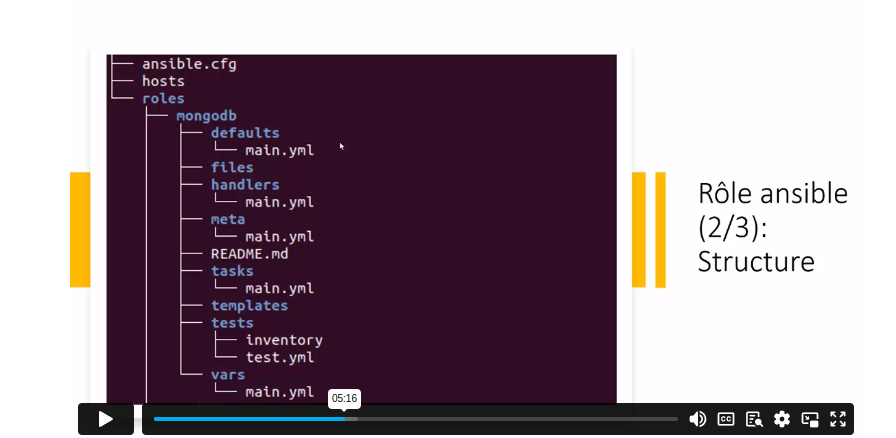 ansible.cfg
hosts
roles
mongodb
defaults
main.yml
files
handlers
main.yml
meta
main.yml
README.md
tasks
main.yml
templates
tests
inventory
test.yml
vars
main.yml
Rôle ansible
(2/3):
Structure
05:16
CC